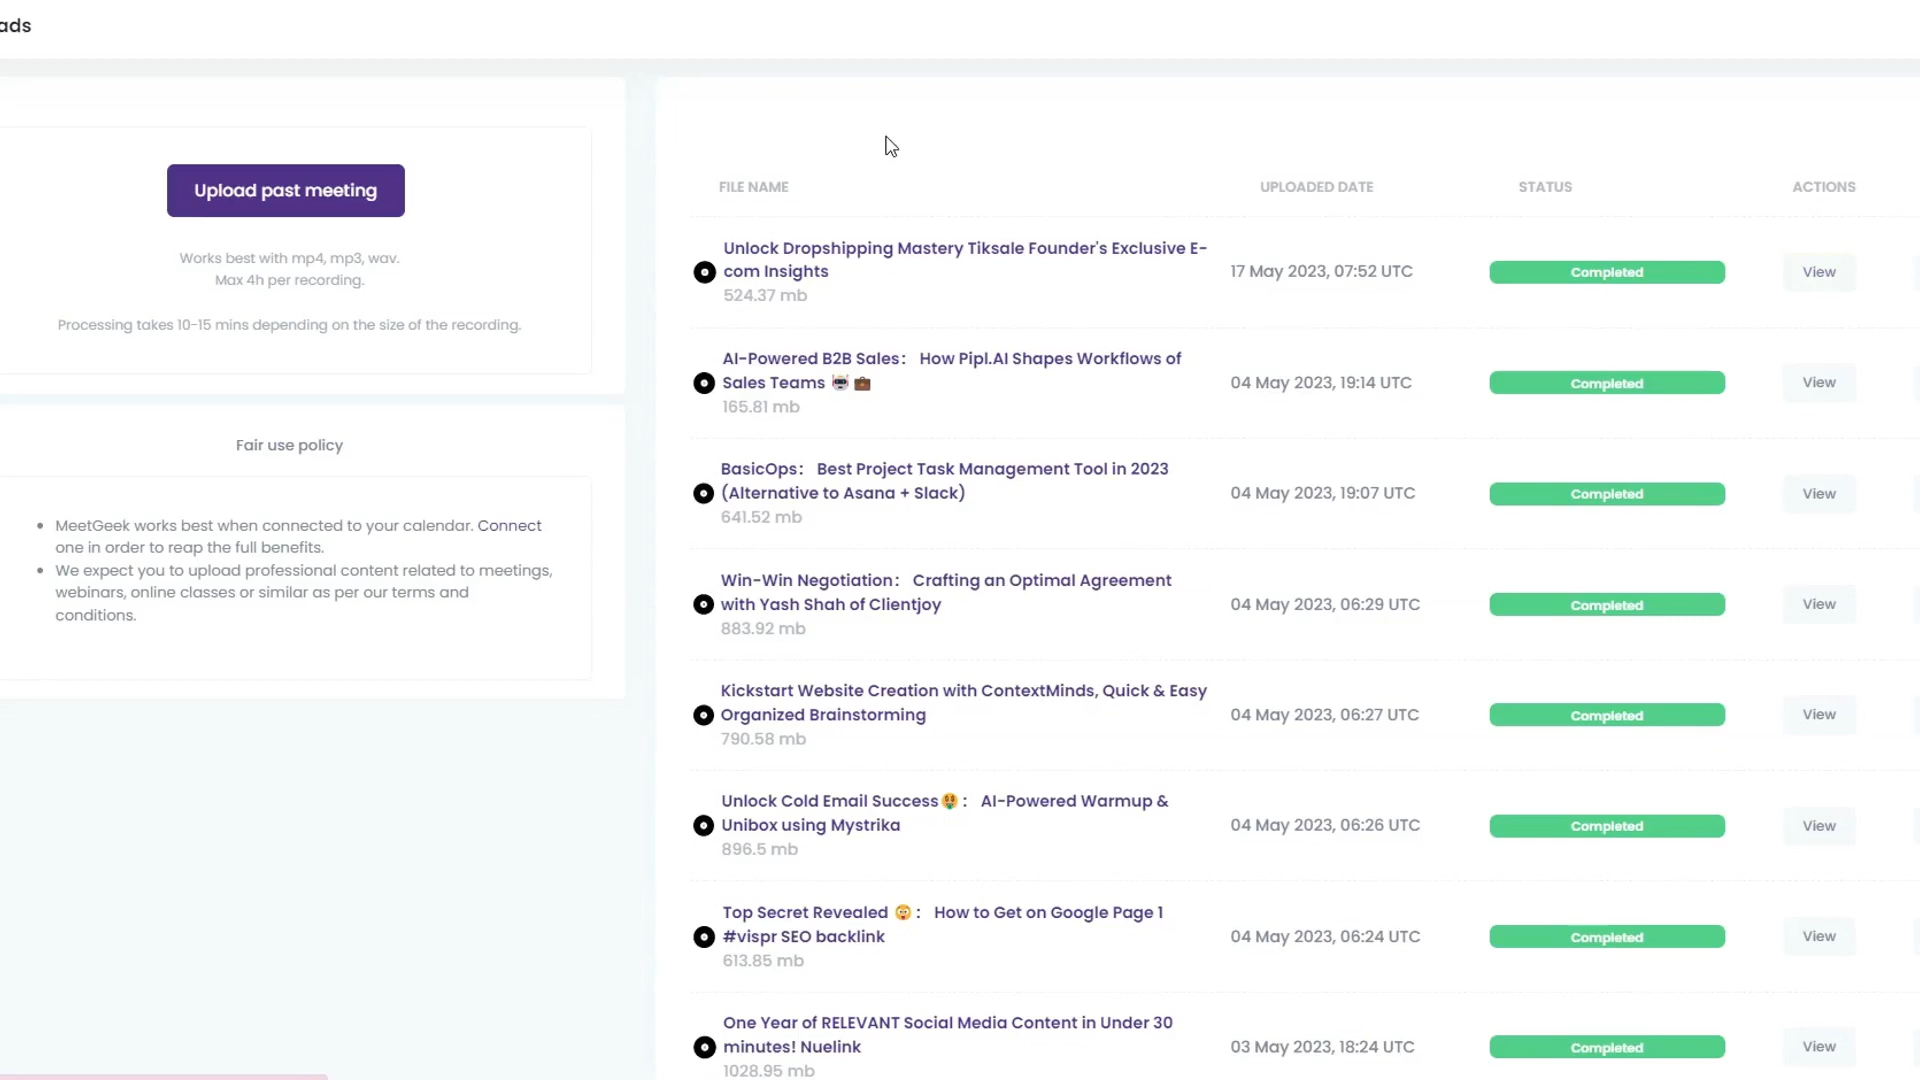 ads
Upload past meeting
Works best with mp4, mp3, wav.
Max 4h per recording.
Processing takes 10-15 mins depending on the size of the recording.
Fair use policy
MeetGeek works best when connected to your calendar. Connect
one in order to reap the full benefits.
We expect you to upload professional content related to meetings,
webinars, online classes or similar as per our terms and
conditions.
FILE NAME UPLOADED DATE STATUS ACTIONS
Unlock Dropshipping Mastery Tiksale Founder's Exclusive E-
com Insights 17 May 2023, 07:52 UTC Completed View
524.37 mb
AI-Powered B2B Sales: How Pipl.AI Shapes Workflows of
Sales Teams 🤖 💼 04 May 2023, 19:14 UTC Completed View
165.81 mb
BasicOps: Best Project Task Management Tool in 2023
(Alternative to Asana + Slack) 04 May 2023, 19:07 UTC Completed View
641.52 mb
Win-Win Negotiation: Crafting an Optimal Agreement
with Yash Shah of Clientjoy 04 May 2023, 06:29 UTC Completed View
883.92 mb
Kickstart Website Creation with ContextMinds, Quick & Easy
Organized Brainstorming 04 May 2023, 06:27 UTC Completed View
790.58 mb
Unlock Cold Email Success🤑: AI-Powered Warmup &
Unibox using Mystrika 04 May 2023, 06:26 UTC Completed View
896.5 mb
Top Secret Revealed 😳: How to Get on Google Page 1
#vispr SEO backlink 04 May 2023, 06:24 UTC Completed View
613.85 mb
One Year of RELEVANT Social Media Content in Under 30
minutes! Nuelink 03 May 2023, 18:24 UTC Completed View
1028.95 mb